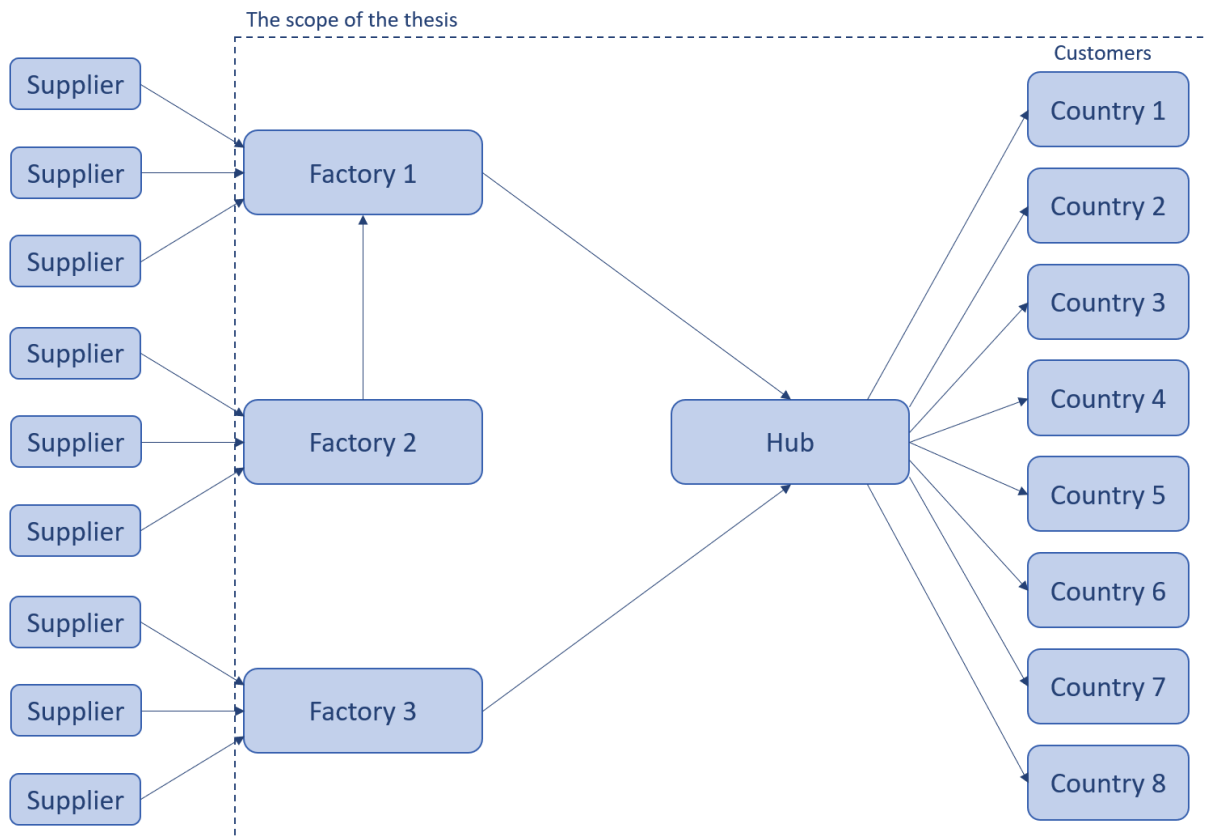 The scope of the thesis
Customers
Supplier
Supplier
Supplier
Supplier
Supplier
Supplier
Supplier
Supplier
Supplier
Factory 1
Factory 2
Factory 3
Hub
Country 1
Country 2
Country 3
Country 4
Country 5
Country 6
Country 7
Country 8